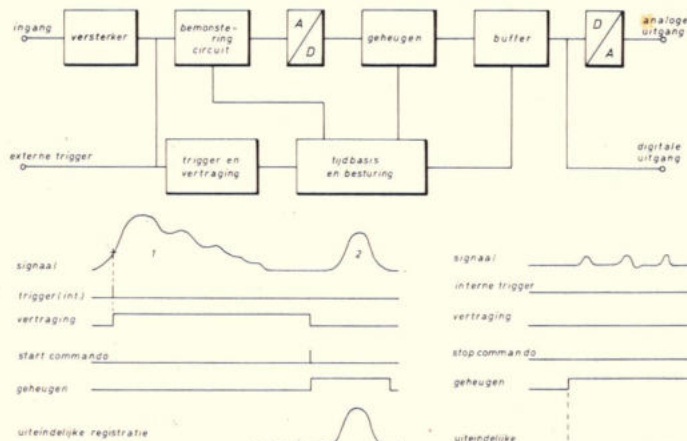 ingang
versterker
bemonste-
ring
circuit
A
D
geheugen
buffer
D
A
analoge
uitgang
externe trigger
trigger en
vertraging
tijdbasis
en besturing
digitale
uitgang
signaal
1
2
trigger (int.)
vertraging
start commando
geheugen
uiteindelijke registratie
signaal
interne trigger
vertraging
stop commando
geheugen
uiteindelijke